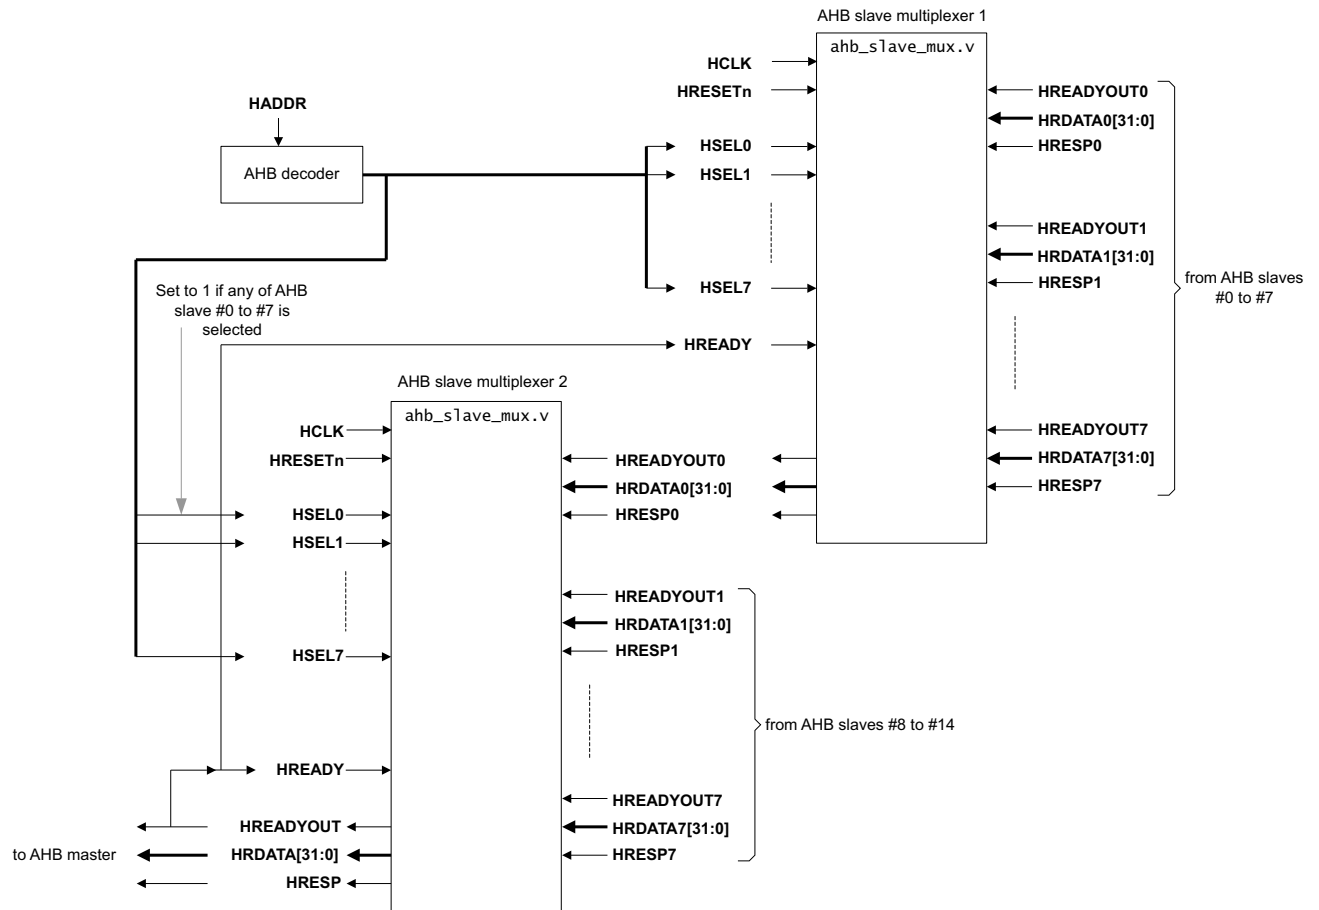 AHB slave multiplexer 1
ahb_slave_mux.v
HCLK
HRESETn
HREADYOUT0
HRDATA0[31:0]
HRESP0
HADDR
AHB decoder
HSEL0
HSEL1
HSEL7
HREADYOUT1
HRDATA1[31:0]
HRESP1
from AHB slaves
#0 to #7
Set to 1 if any of AHB
slave #0 to #7 is
selected
HREADY
HREADYOUT7
HRDATA7[31:0]
HRESP7
AHB slave multiplexer 2
ahb_slave_mux.v
HCLK
HRESETn
HREADYOUT0
HRDATA0[31:0]
HRESP0
HSEL0
HSEL1
HSEL7
HREADYOUT1
HRDATA1[31:0]
HRESP1
from AHB slaves #8 to #14
HREADY
HREADYOUT7
HRDATA7[31:0]
HRESP7
HREADYOUT
to AHB master
HRDATA[31:0]
HRESP